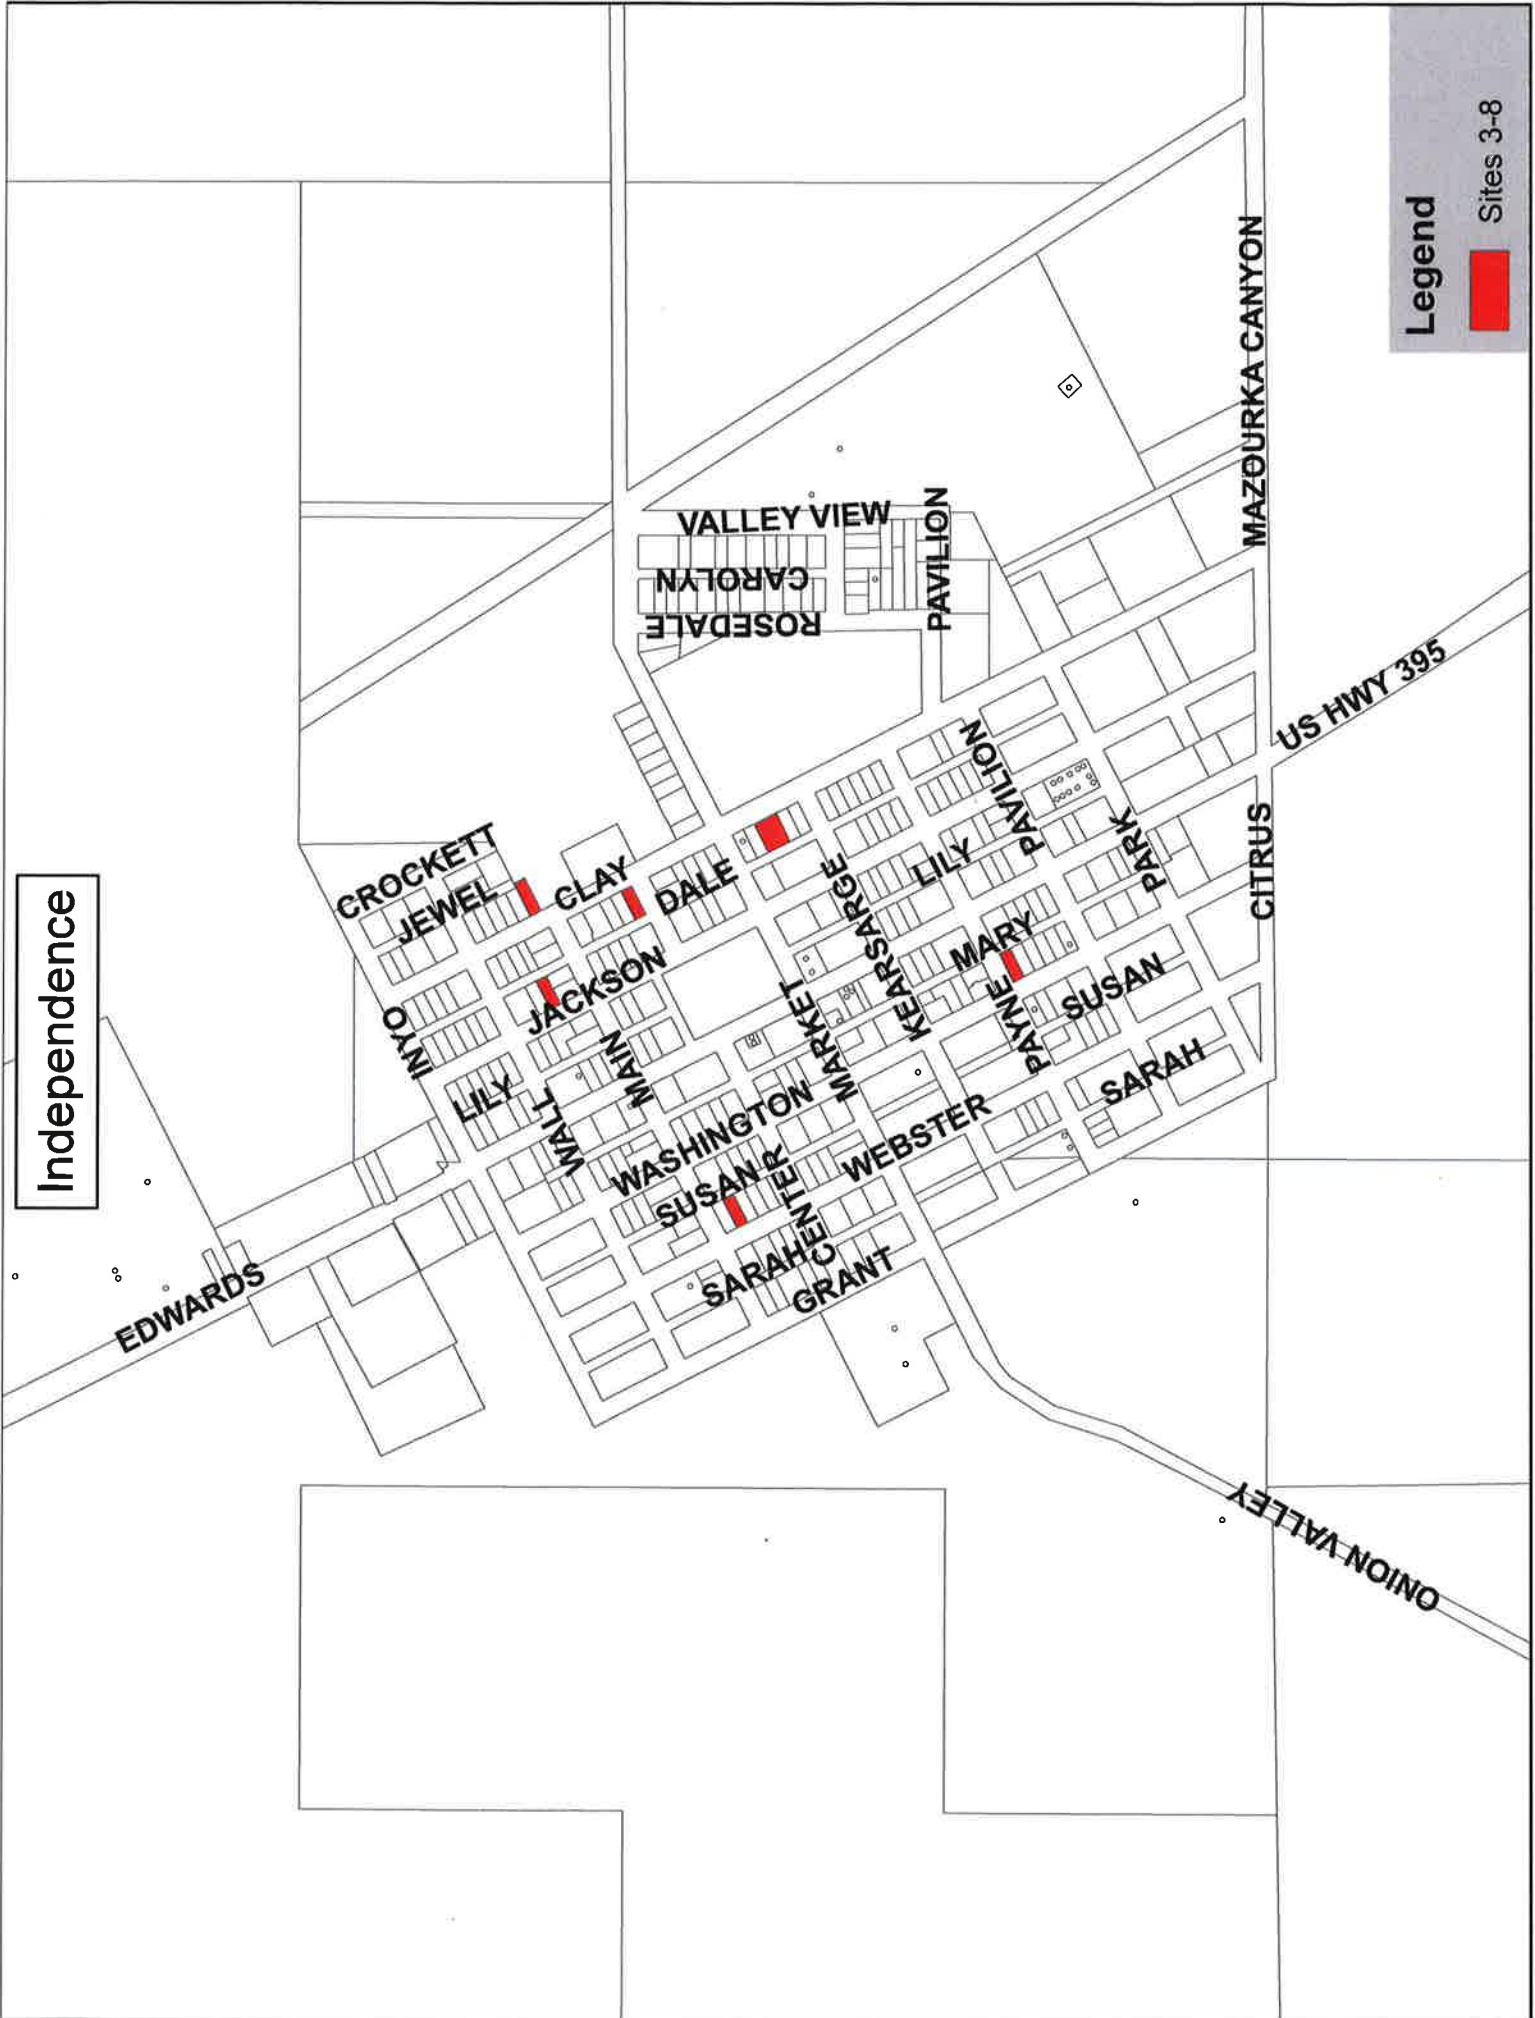 Independence
CROCKETT
JEWEL
CLAY
DALE
INYO
JACKSON
LILY
WALL
MAIN
MARKET
KEARSARGE
LILY
PAVILION
PARK
MARY
PAYNE
SUSAN
SARAH
WASHINGTON
SUSAN
CENTER
WEBSTER
SARAH
GRANT
EDWARDS
VALLEY VIEW
CAROLYN
ROSEDALE
PAVILION
MAZOURKA CANYON
US HWY 395
CITRUS
ONION VALLEY
Legend
Sites 3-8